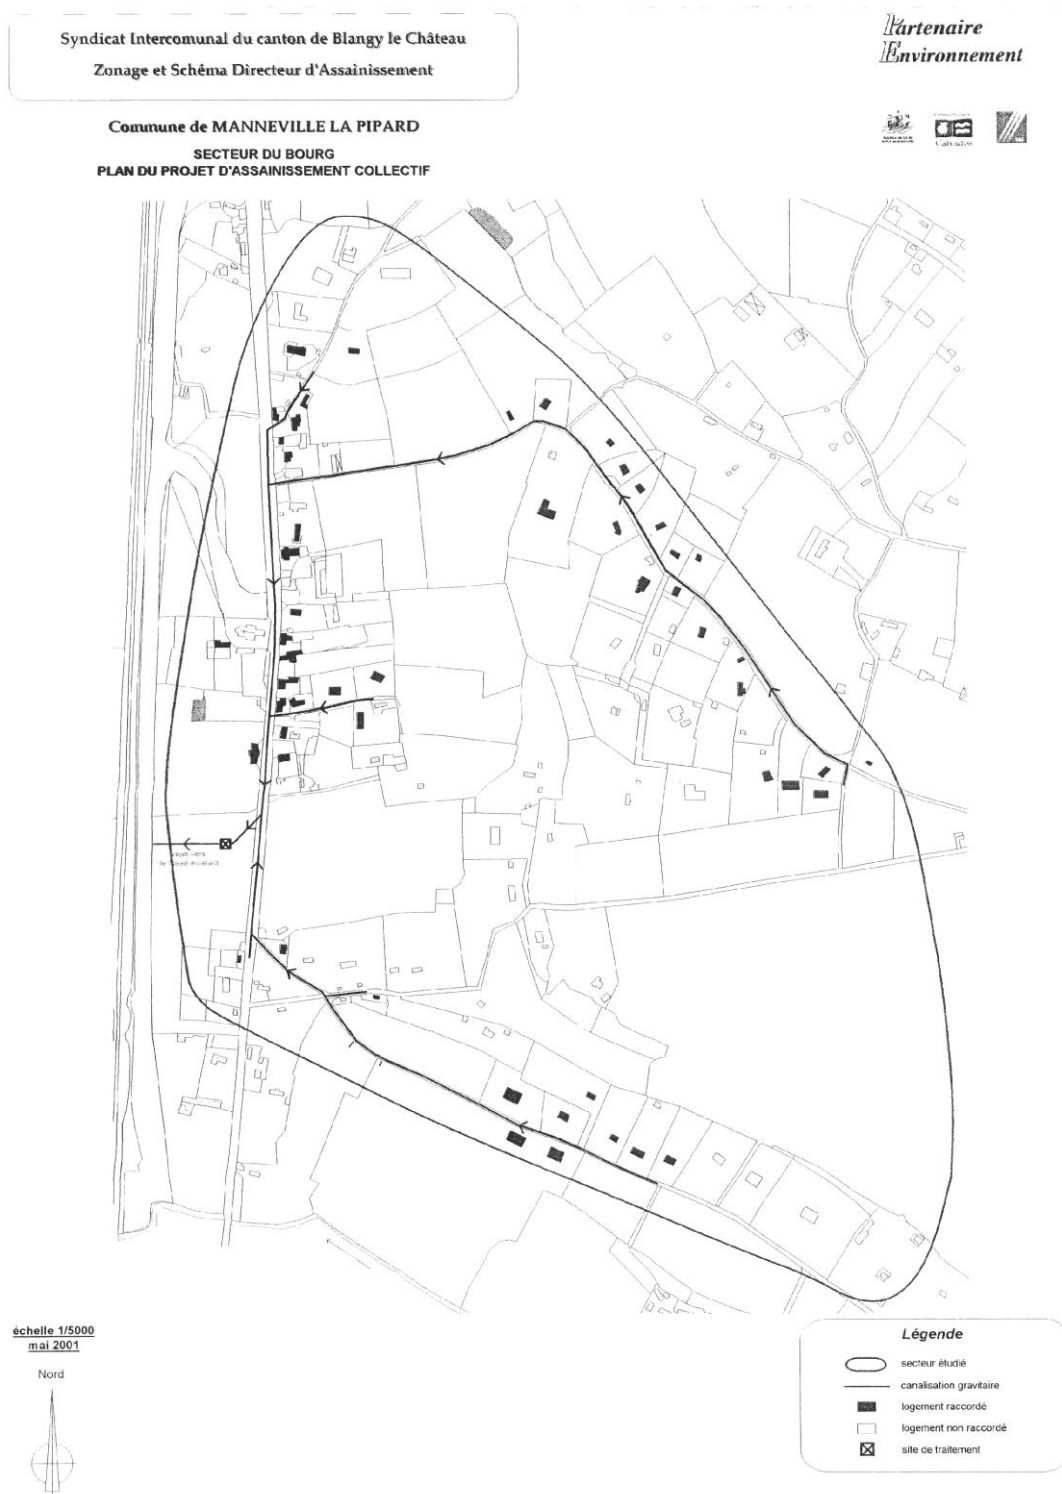 Syndicat Intercomunal du canton de Blangy le Château
Zonage et Schéma Directeur d'Assainissement
Partenaire
Environnement
Commune de MANNEVILLE LA PIPARD
SECTEUR DU BOURG
PLAN DU PROJET D'ASSAINISSEMENT COLLECTIF
Calvados
rejet vers
échelle 1/5000
mai 2001
Nord
Légende
secteur étudié
canalisation gravitaire
logement raccordé
logement non raccordé
site de traitement